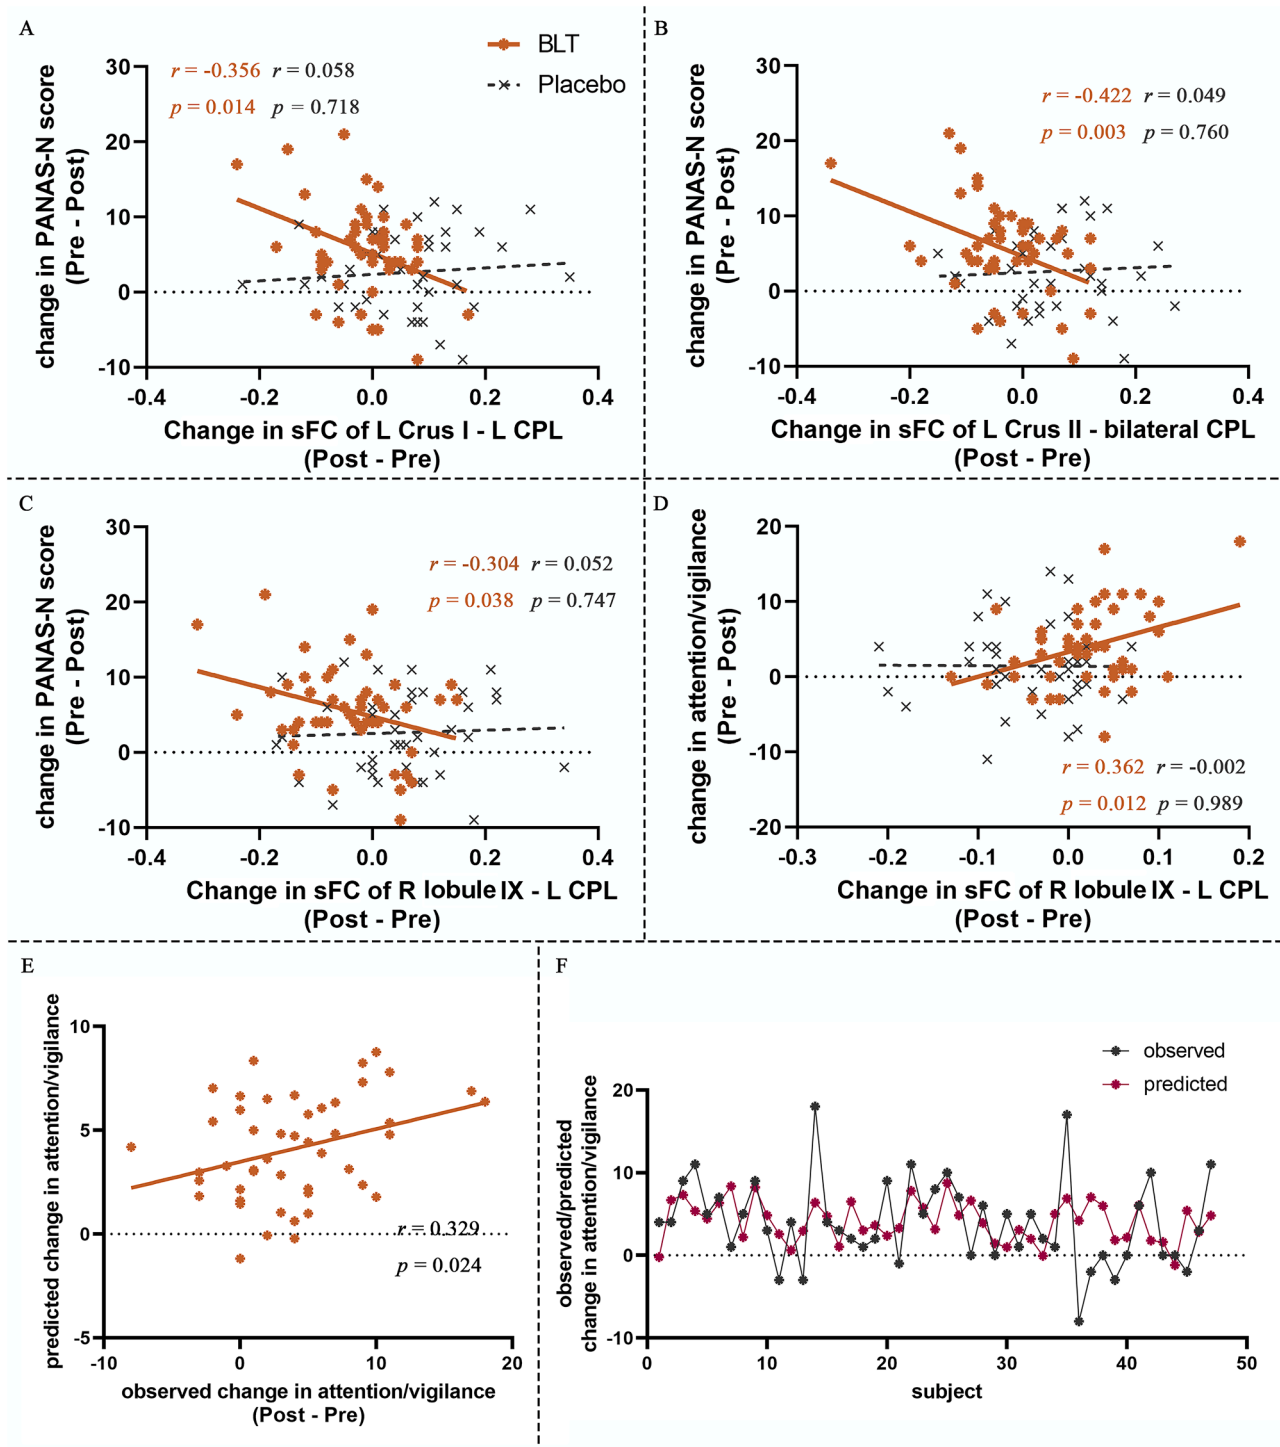 A
BLT
Placebo
r = -0.356 r = 0.058
p = 0.014 p = 0.718
change in PANAS-N score
(Pre - Post)
30
20
10
0
-10
-0.4 -0.2 0.0 0.2 0.4
Change in sFC of L Crus I - L CPL
(Post - Pre)
B
r = -0.422 r = 0.049
p = 0.003 p = 0.760
change in PANAS-N score
(Pre - Post)
30
20
10
0
-10
-0.4 -0.2 0.0 0.2 0.4
Change in sFC of L Crus II - bilateral CPL
(Post - Pre)
C
r = -0.304 r = 0.052
p = 0.038 p = 0.747
change in PANAS-N score
(Pre - Post)
30
20
10
0
-10
-0.4 -0.2 0.0 0.2 0.4
Change in sFC of R lobule IX - L CPL
(Post - Pre)
D
change in attention/vigilance
(Pre - Post)
20
10
0
-10
-20
r = 0.362 r = -0.002
p = 0.012 p = 0.989
-0.3 -0.2 -0.1 0.0 0.1 0.2
Change in sFC of R lobule IX - L CPL
(Post - Pre)
E
predicted change in attention/vigilance
10
5
0
-5
r = 0.329
p = 0.024
-10 0 10 20
observed change in attention/vigilance
(Post - Pre)
F
observed
predicted
observed/predicted
change in attention/vigilance
20
10
0
-10
0 10 20 30 40 50
subject